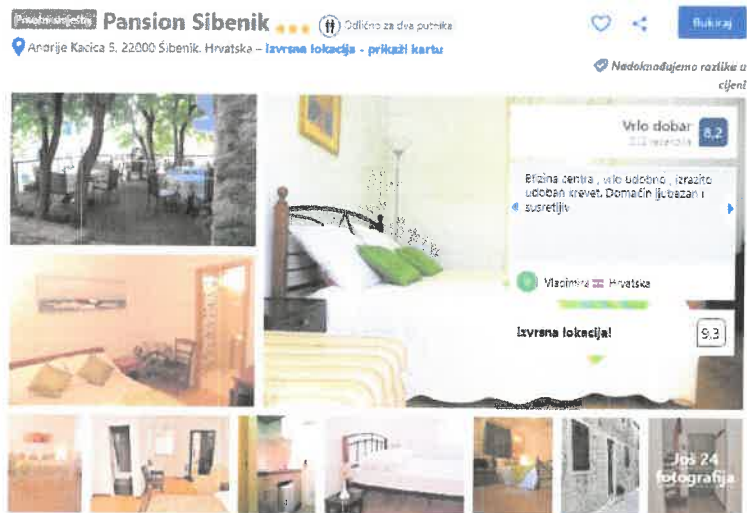 Pansion Sibenik
Odlično za dva putnika
Bukiraj
Andrije Kacica 5, 22000 Šibenik, Hrvatska – Izvrsna lokacija - prikaži kartu
Nadoknađujemo razliku u
cijeni
Vrlo dobar 8,2
recenzija
Blizina centra, vrlo udobno, izrazito
udoban krevet. Domaćin ljubazan i
susretljiv
Vladimira Hrvatska
Izvrsna lokacija! 9,3
Još 24
fotografija